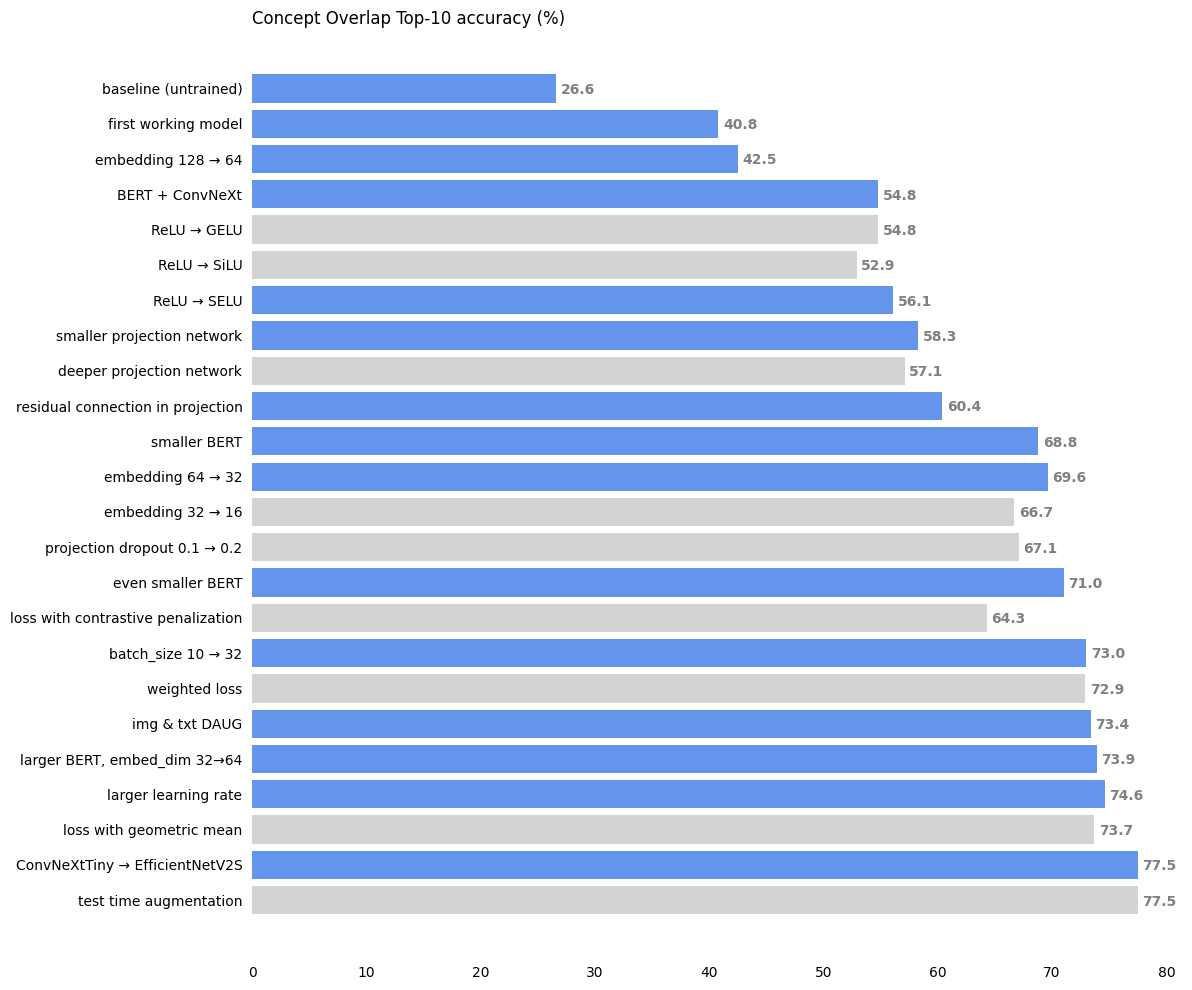 Concept Overlap Top-10 accuracy (%)
baseline (untrained) 26.6
first working model 40.8
embedding 128 → 64 42.5
BERT + ConvNeXt 54.8
ReLU → GELU 54.8
ReLU → SiLU 52.9
ReLU → SELU 56.1
smaller projection network 58.3
deeper projection network 57.1
residual connection in projection 60.4
smaller BERT 68.8
embedding 64 → 32 69.6
embedding 32 → 16 66.7
projection dropout 0.1 → 0.2 67.1
even smaller BERT 71.0
loss with contrastive penalization 64.3
batch_size 10 → 32 73.0
weighted loss 72.9
img & txt DAUG 73.4
larger BERT, embed_dim 32→64 73.9
larger learning rate 74.6
loss with geometric mean 73.7
ConvNeXtTiny → EfficientNetV2S 77.5
test time augmentation 77.5
0 10 20 30 40 50 60 70 80